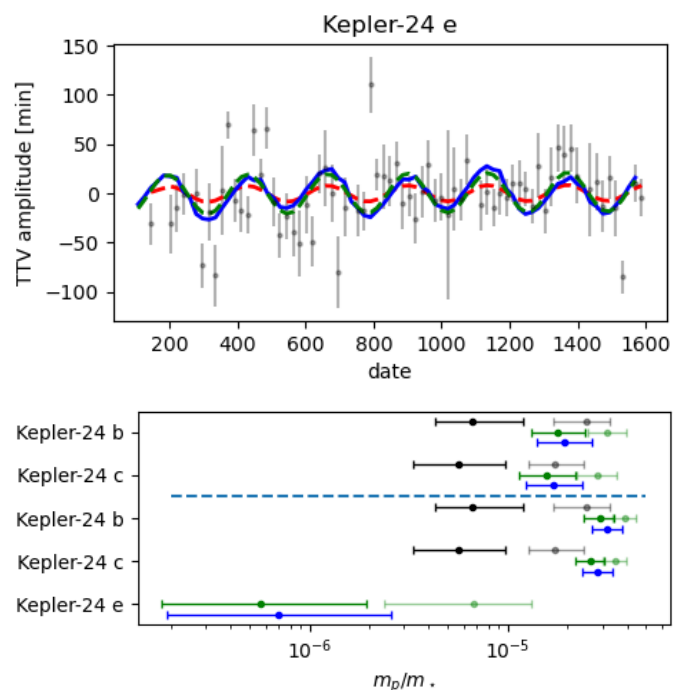 Kepler-24 e
150
100
50
0
−50
−100
TTV amplitude [min]
200 400 600 800 1000 1200 1400 1600
date
Kepler-24 b
Kepler-24 c
Kepler-24 b
Kepler-24 c
Kepler-24 e
10⁻⁶ 10⁻⁵
mₚ/m⋆